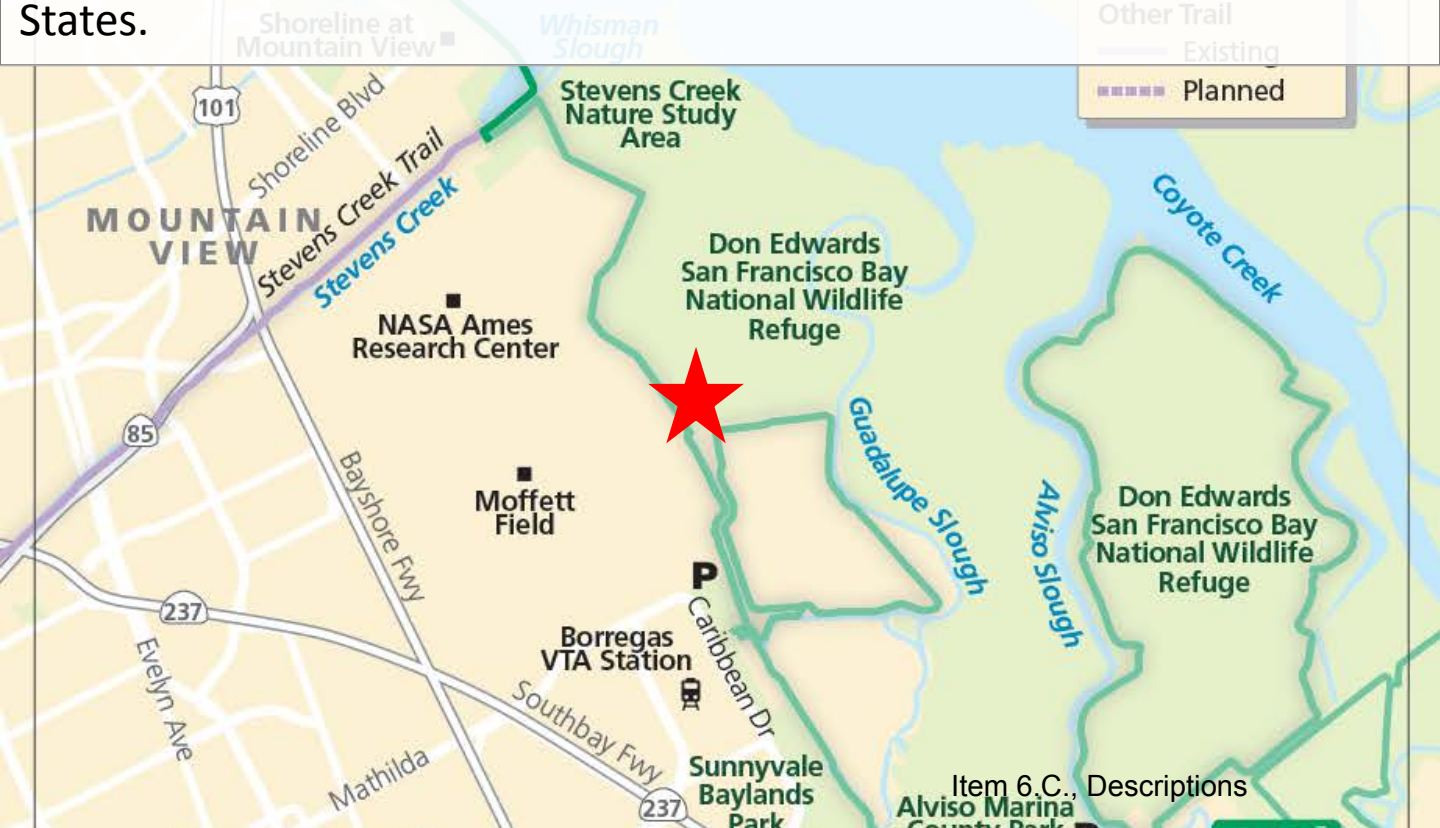 States.
Shoreline at
Mountain View
Whisman
Slough
Other Trail
Existing
Planned
101
Shoreline Blvd
Stevens Creek
Nature Study
Area
Stevens Creek Trail
Stevens Creek
MOUNTAIN
VIEW
Coyote Creek
Don Edwards
San Francisco Bay
National Wildlife
Refuge
NASA Ames
Research Center
85
Bayshore Fwy
Moffett
Field
Guadalupe Slough
Alviso Slough
Don Edwards
San Francisco Bay
National Wildlife
Refuge
P
237
Caribbean Dr
Borregas
VTA Station
Evelyn Ave
Southbay Fwy
Mathilda
237
Sunnyvale
Baylands
Park
Item 6.C., Descriptions
Alviso Marina
County Park